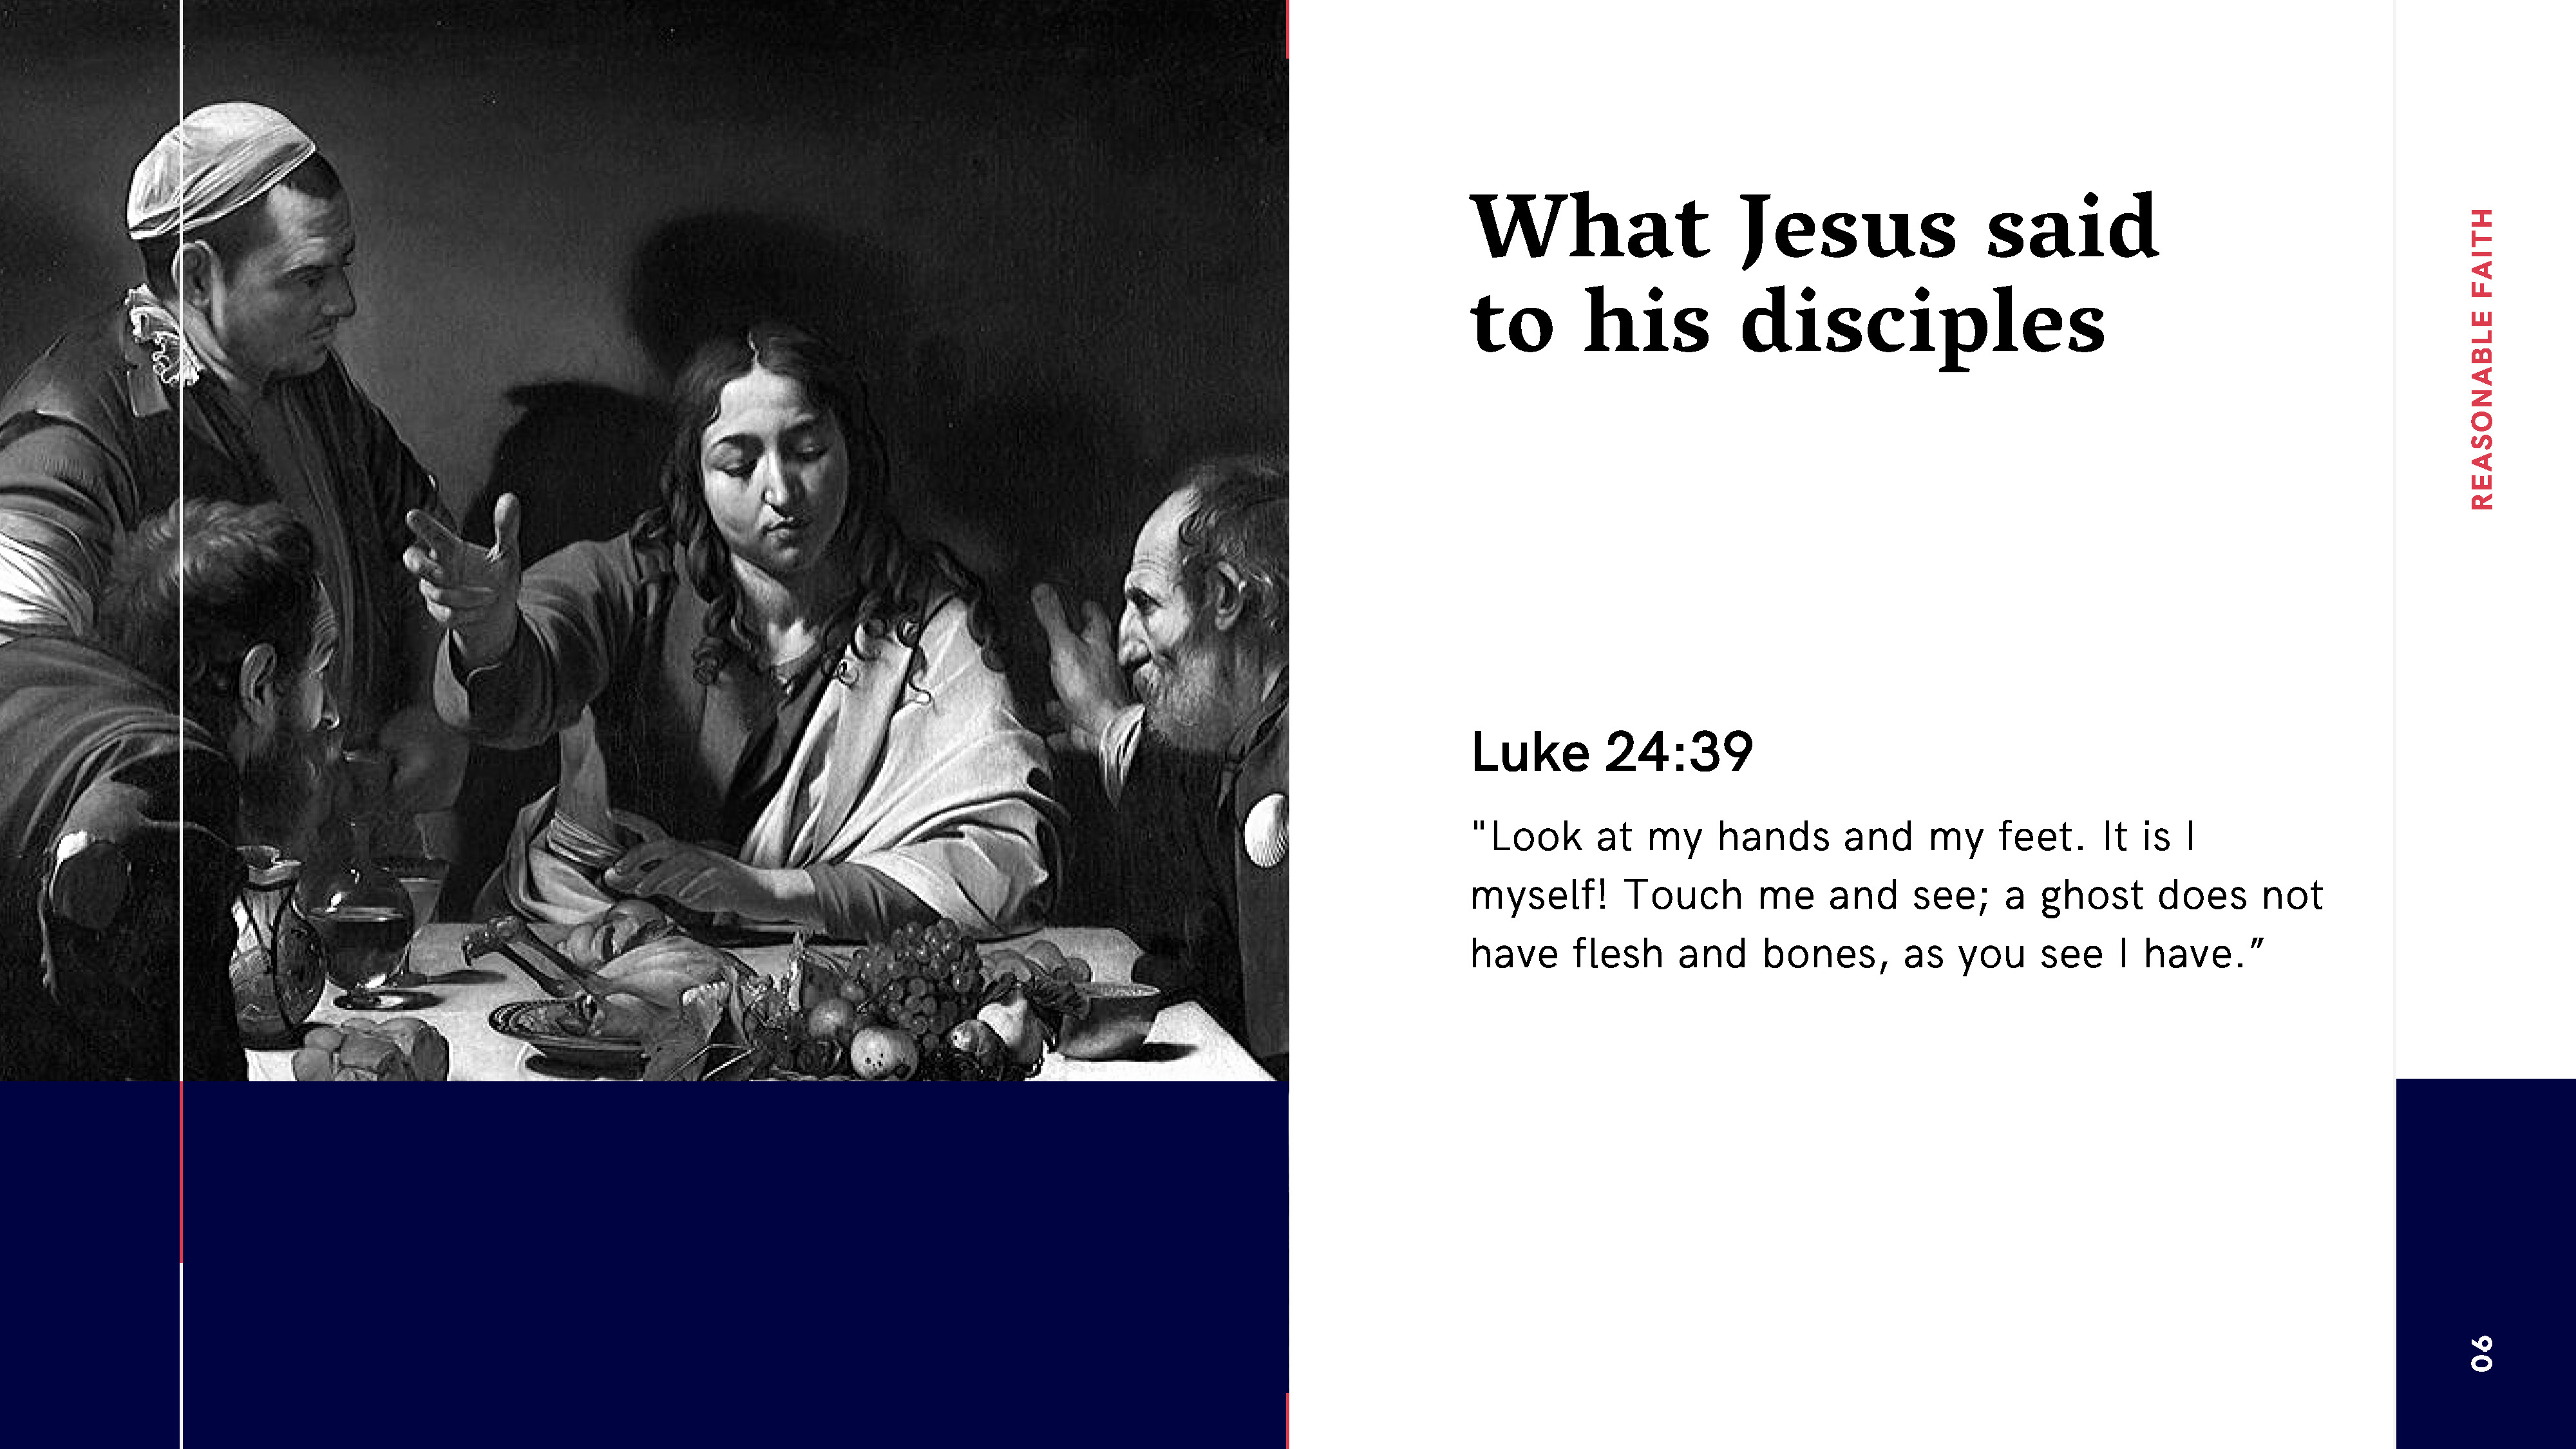 What Jesus said
to his disciples
Luke 24:39
"Look at my hands and my feet. It is I
myself! Touch me and see; a ghost does not
have flesh and bones, as you see I have.”
REASONABLE FAITH
06